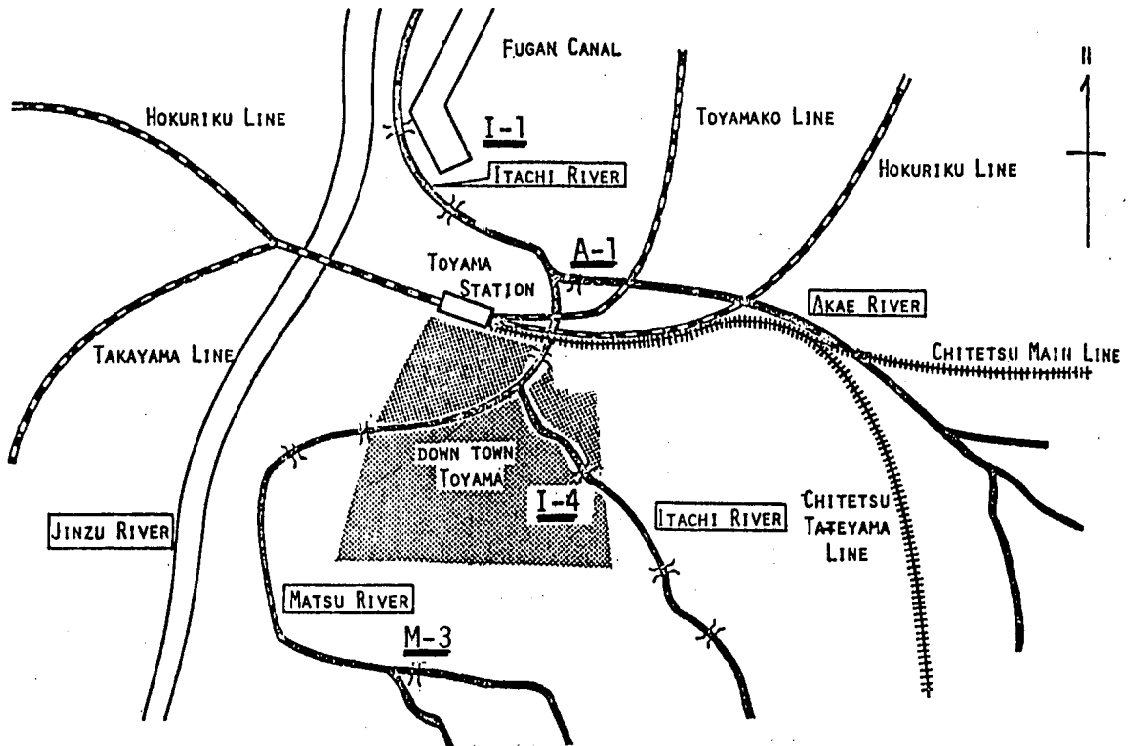 FUGAN CANAL
HOKURIKU LINE
I-1
TOYAMAKO LINE
ITACHI RIVER
HOKURIKU LINE
A-1
TOYAMA
STATION
AKAE RIVER
TAKAYAMA LINE
CHITETSU MAIN LINE
DOWN TOWN
TOYAMA
I-4
ITACHI RIVER
CHITETSU
TATEYAMA
LINE
JINZU RIVER
MATSU RIVER
M-3